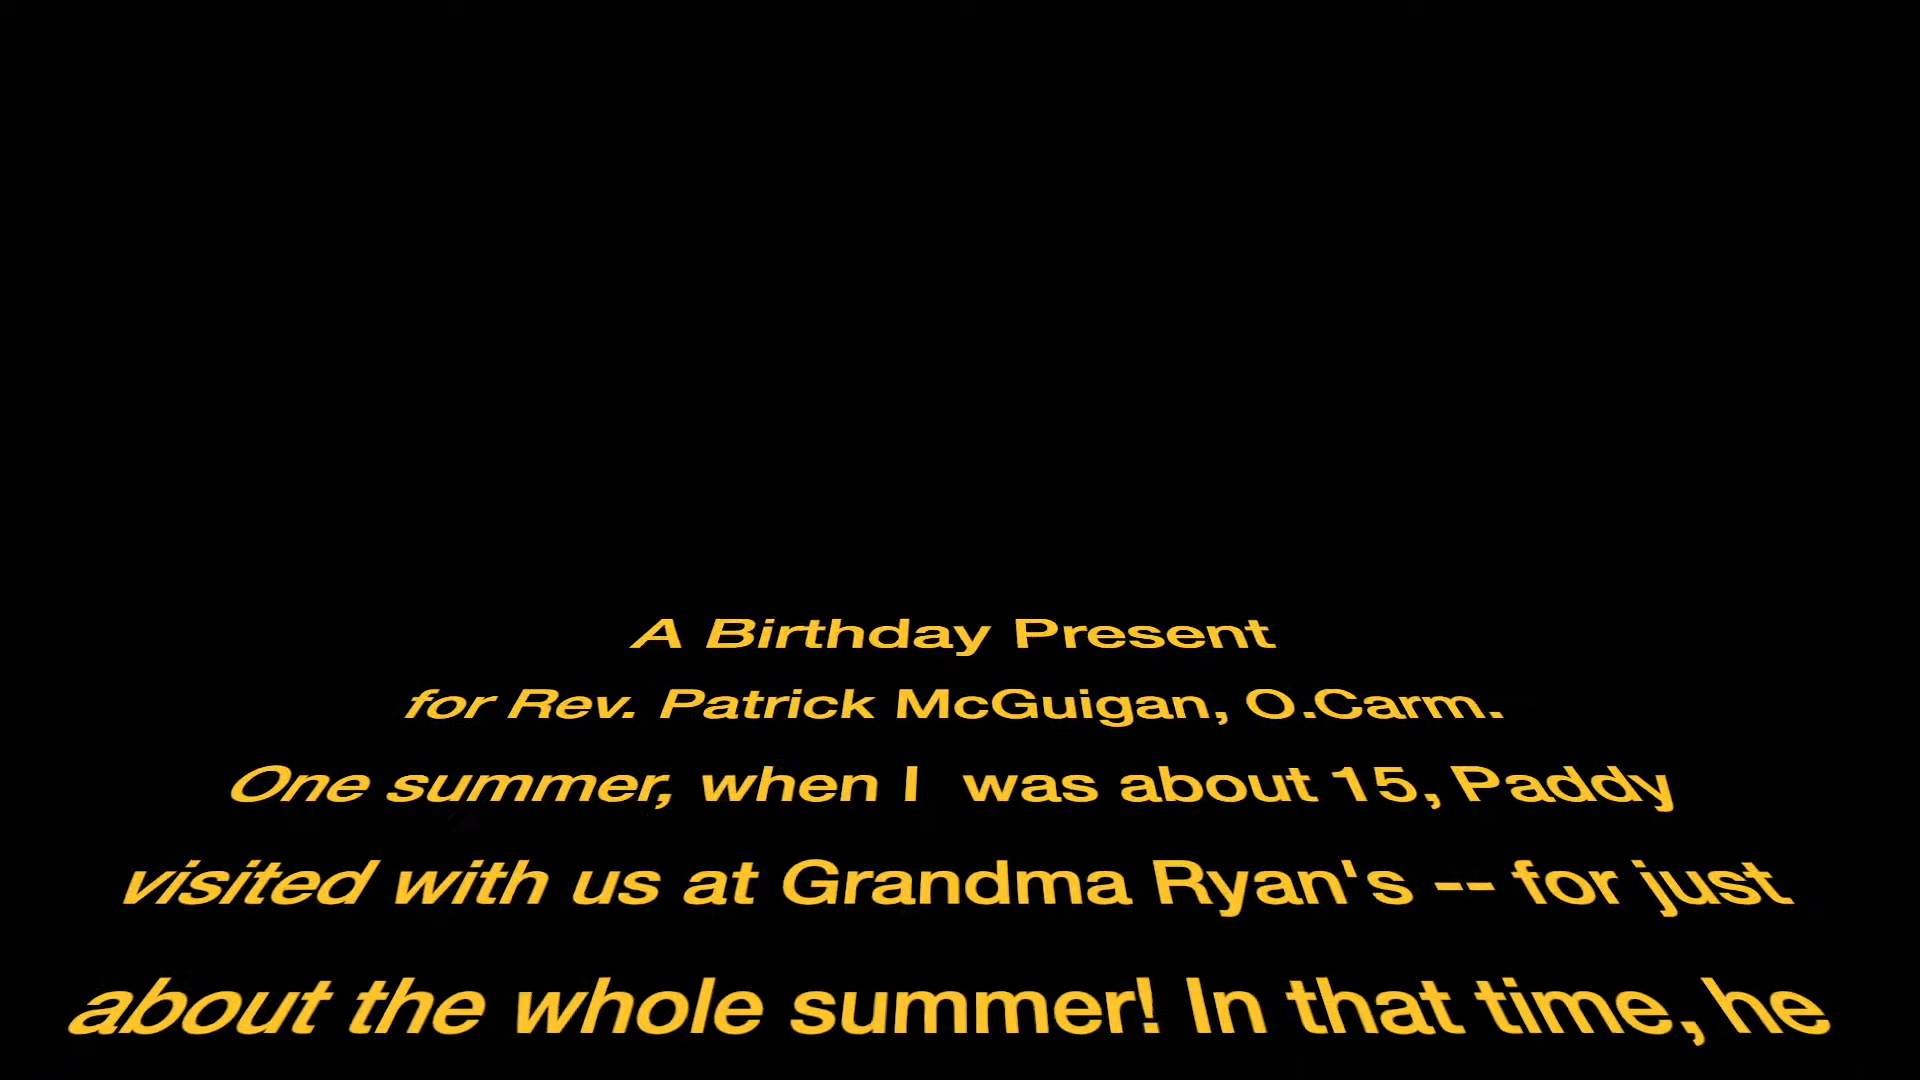 A Birthday Present
for Rev. Patrick McGuigan, O.Carm.
One summer, when I  was about 15, Paddy
visited with us at Grandma Ryan's -- for just
about the whole summer! In that time, he